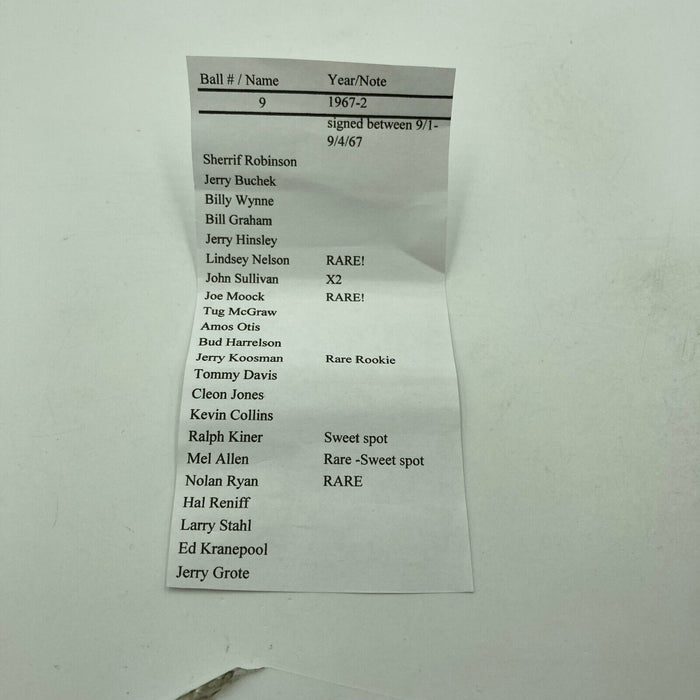 Ball # / Name Year/Note
9 1967-2
signed between 9/1-
9/4/67
Sherrif Robinson
Jerry Buchek
Billy Wynne
Bill Graham
Jerry Hinsley
Lindsey Nelson RARE!
John Sullivan X2
Joe Moock RARE!
Tug McGraw
Amos Otis
Bud Harrelson
Jerry Koosman Rare Rookie
Tommy Davis
Cleon Jones
Kevin Collins
Ralph Kiner Sweet spot
Mel Allen Rare -Sweet spot
Nolan Ryan RARE
Hal Reniff
Larry Stahl
Ed Kranepool
Jerry Grote